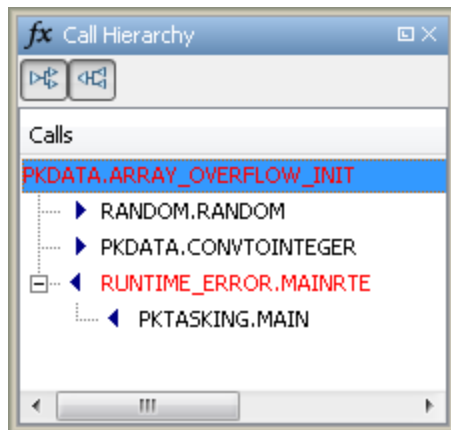 fx Call Hierarchy
Calls
PKDATA.ARRAY_OVERFLOW_INIT
RANDOM.RANDOM
PKDATA.CONVTOINTEGER
RUNTIME_ERROR.MAINRTE
PKTASKING.MAIN